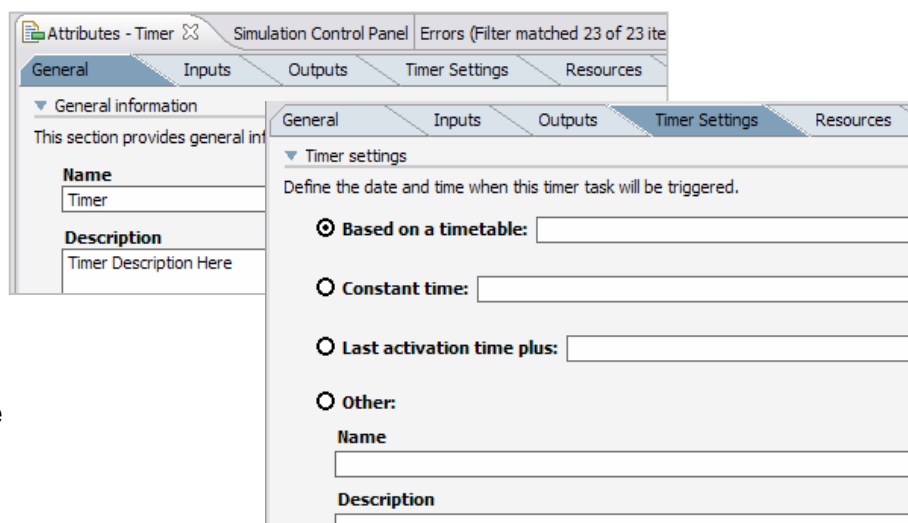 Attributes - Timer Simulation Control Panel Errors (Filter matched 23 of 23 ite
General Inputs Outputs Timer Settings Resources
General information
This section provides general inf
Name
Timer
Description
Timer Description Here
General Inputs Outputs Timer Settings Resources
Timer settings
Define the date and time when this timer task will be triggered.
Based on a timetable:
Constant time:
Last activation time plus:
Other:
Name
Description
e